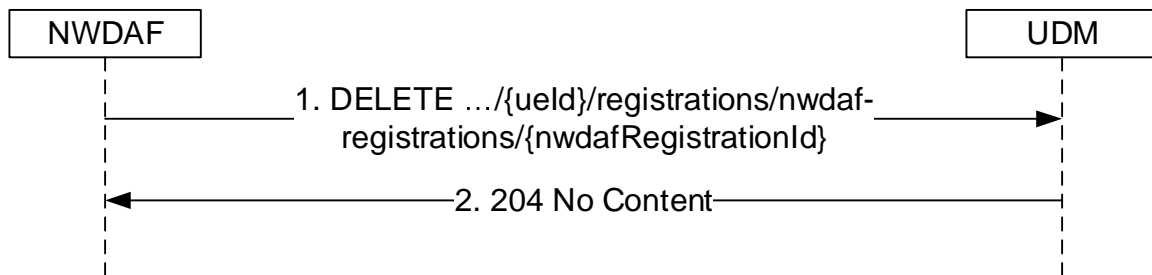 NWDAF
UDM
1. DELETE …/{ueId}/registrations/nwdaf-
registrations/{nwdafRegistrationId}
2. 204 No Content